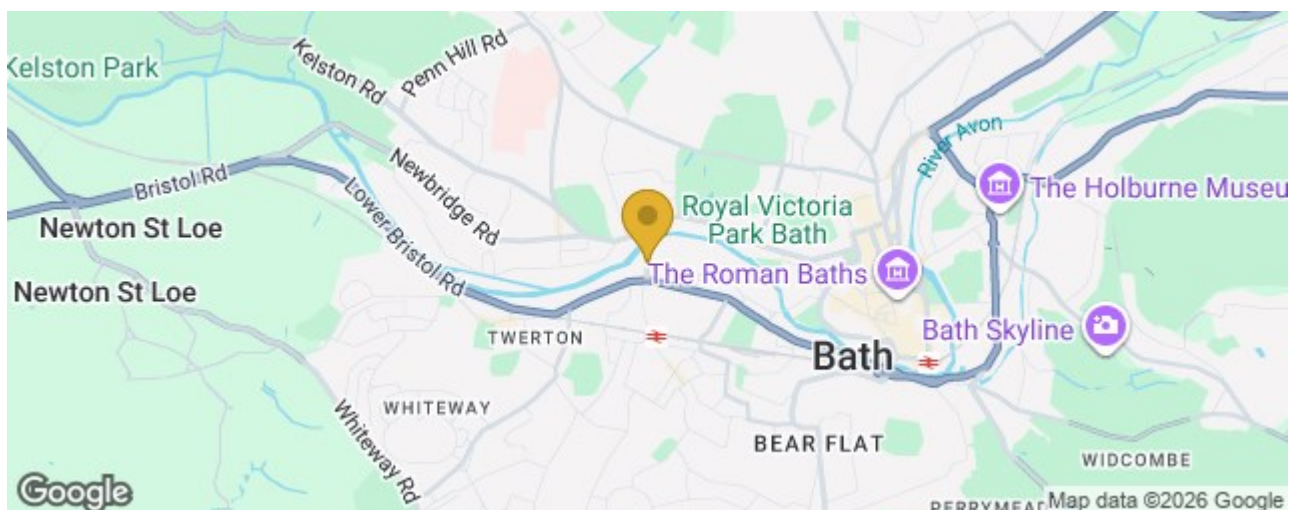 Kelston Park
Kelston Rd
Penn Hill Rd
River Avon
Bristol Rd
Newbridge Rd
Lower Bristol Rd
The Holburne Museu
Royal Victoria
Park Bath
Newton St Loe
The Roman Baths
Newton St Loe
Bath Skyline
TWERTON
Bath
WHITEWAY
Whiteway Rd
BEAR FLAT
WIDCOMBE
PERRYMEAD
Google
Map data ©2026 Google